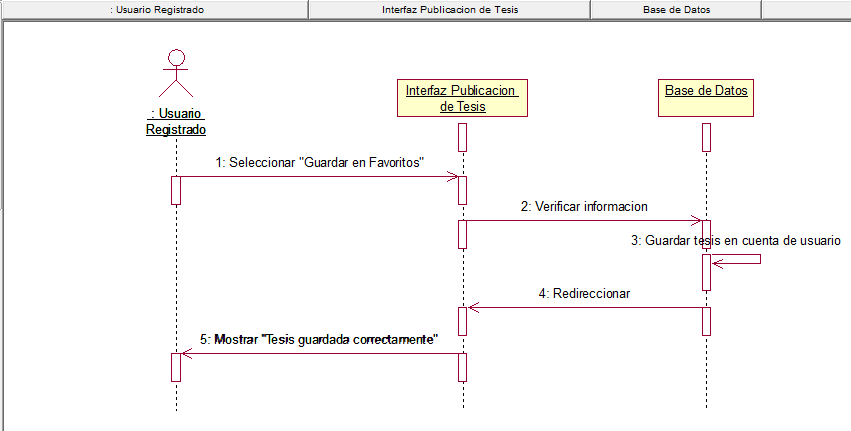 : Usuario Registrado
Interfaz Publicacion de Tesis
Base de Datos
: Usuario
Registrado
Interfaz Publicacion
de Tesis
Base de Datos
1: Seleccionar "Guardar en Favoritos"
2: Verificar informacion
3: Guardar tesis en cuenta de usuario
4: Redireccionar
5: Mostrar "Tesis guardada correctamente"